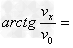 arctg v_x / v_0 =